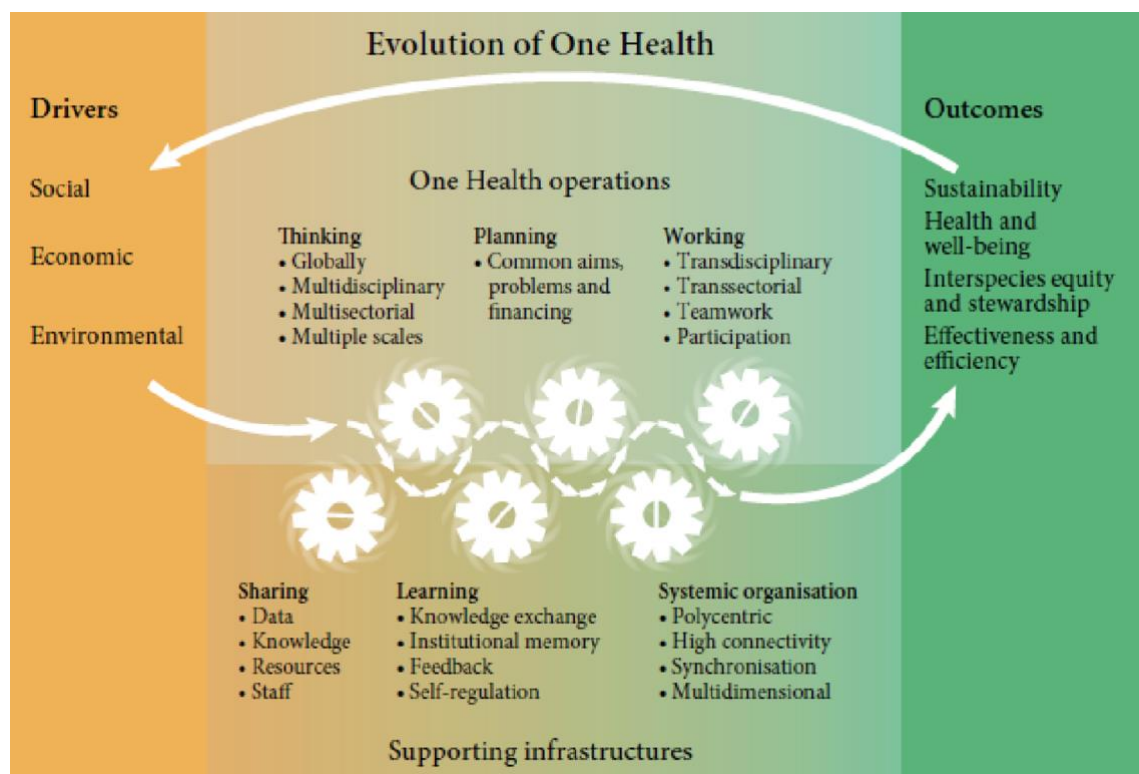 Evolution of One Health
Drivers
Social
Economic
Environmental
One Health operations
Thinking
• Globally
• Multidisciplinary
• Multisectorial
• Multiple scales
Planning
• Common aims,
problems and
financing
Working
• Transdisciplinary
• Transsectorial
• Teamwork
• Participation
Outcomes
Sustainability
Health and
well-being
Interspecies equity
and stewardship
Effectiveness and
efficiency
Sharing
• Data
• Knowledge
• Resources
• Staff
Learning
• Knowledge exchange
• Institutional memory
• Feedback
• Self-regulation
Systemic organisation
• Polycentric
• High connectivity
• Synchronisation
• Multidimensional
Supporting infrastructures